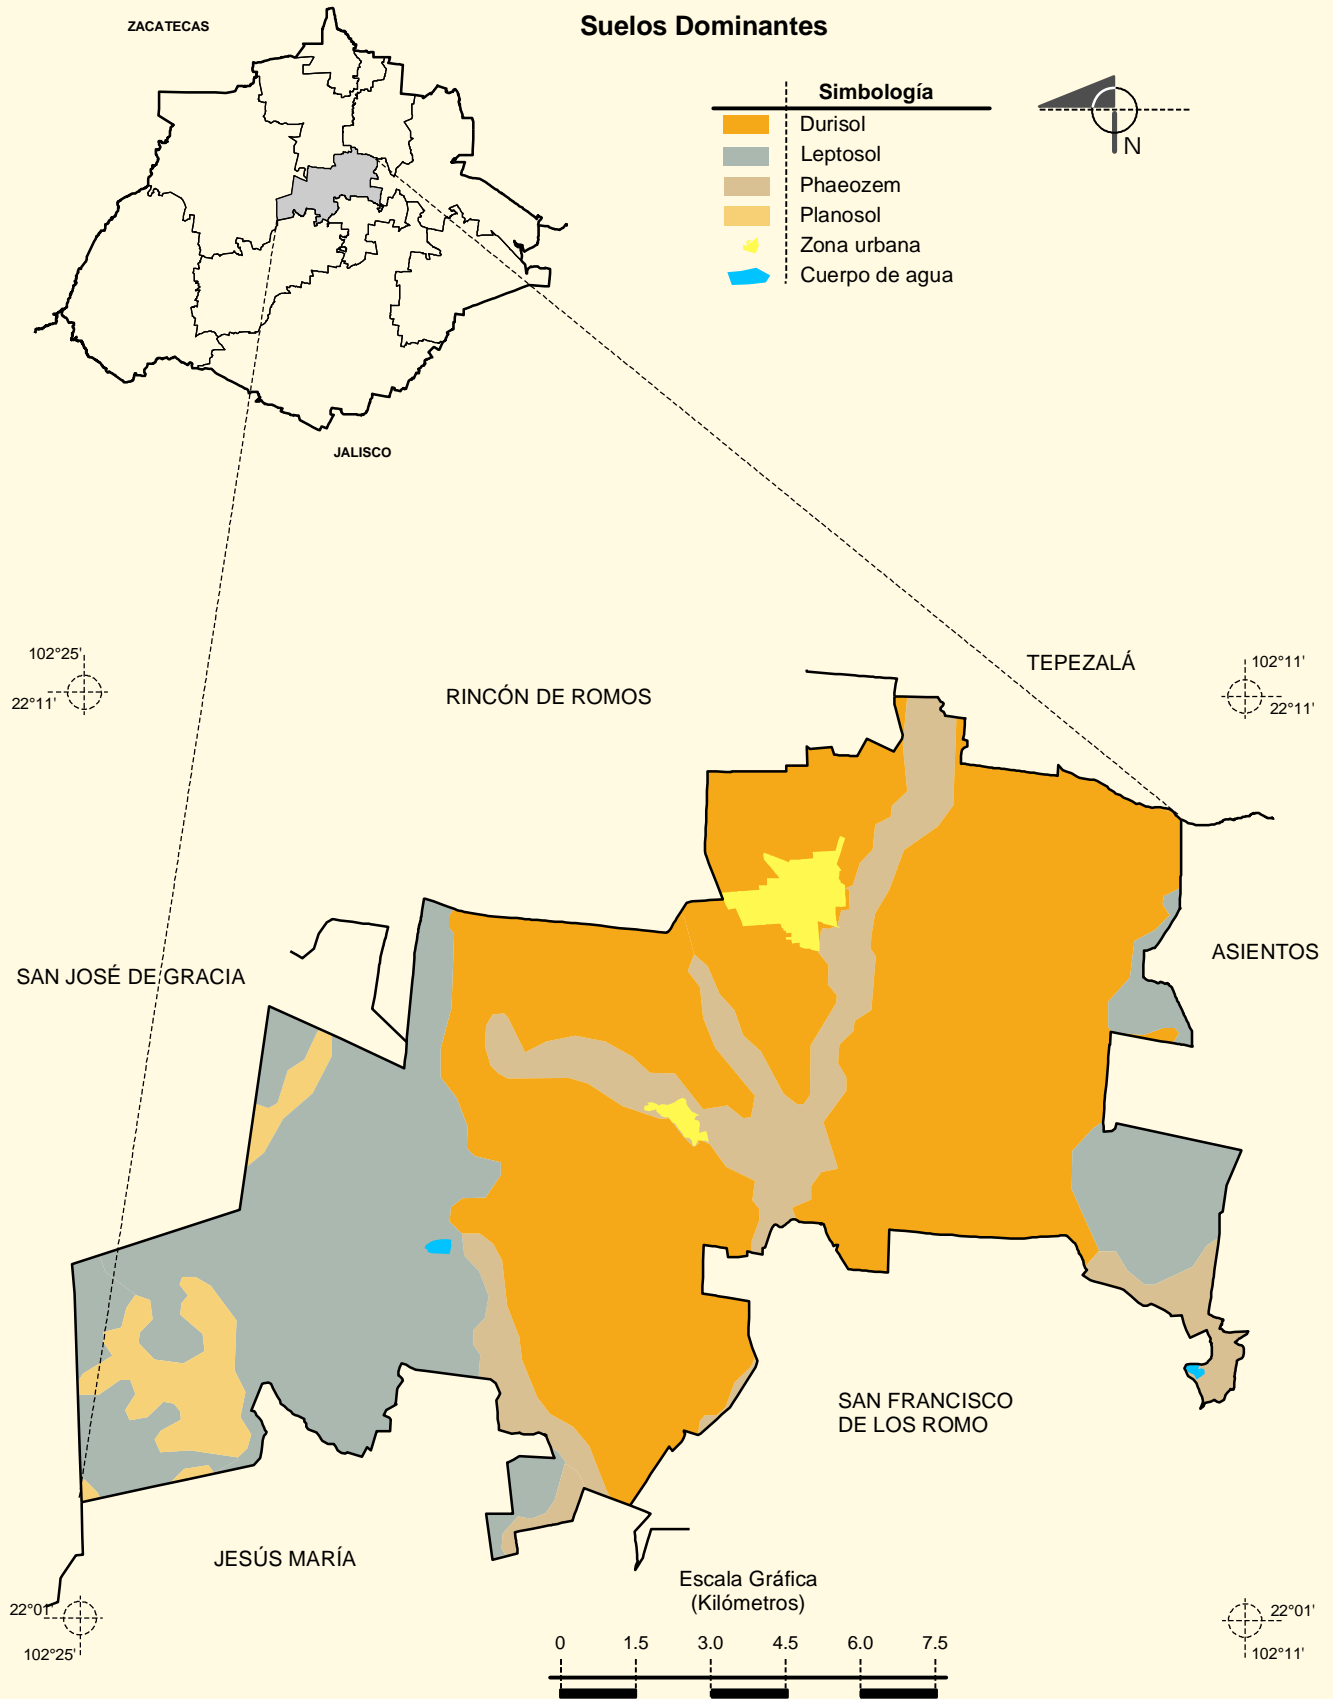 Suelos Dominantes
ZACATECAS
JALISCO
Simbología
Durisol
Leptosol
Phaeozem
Planosol
Zona urbana
Cuerpo de agua
N
102°25'
22°11'
RINCÓN DE ROMOS
TEPEZALÁ
102°11'
22°11'
SAN JOSÉ DE GRACIA
ASIENTOS
SAN FRANCISCO
DE LOS ROMO
JESÚS MARÍA
22°01'
102°25'
22°01'
102°11'
Escala Gráfica
(Kilómetros)
0 1.5 3.0 4.5 6.0 7.5